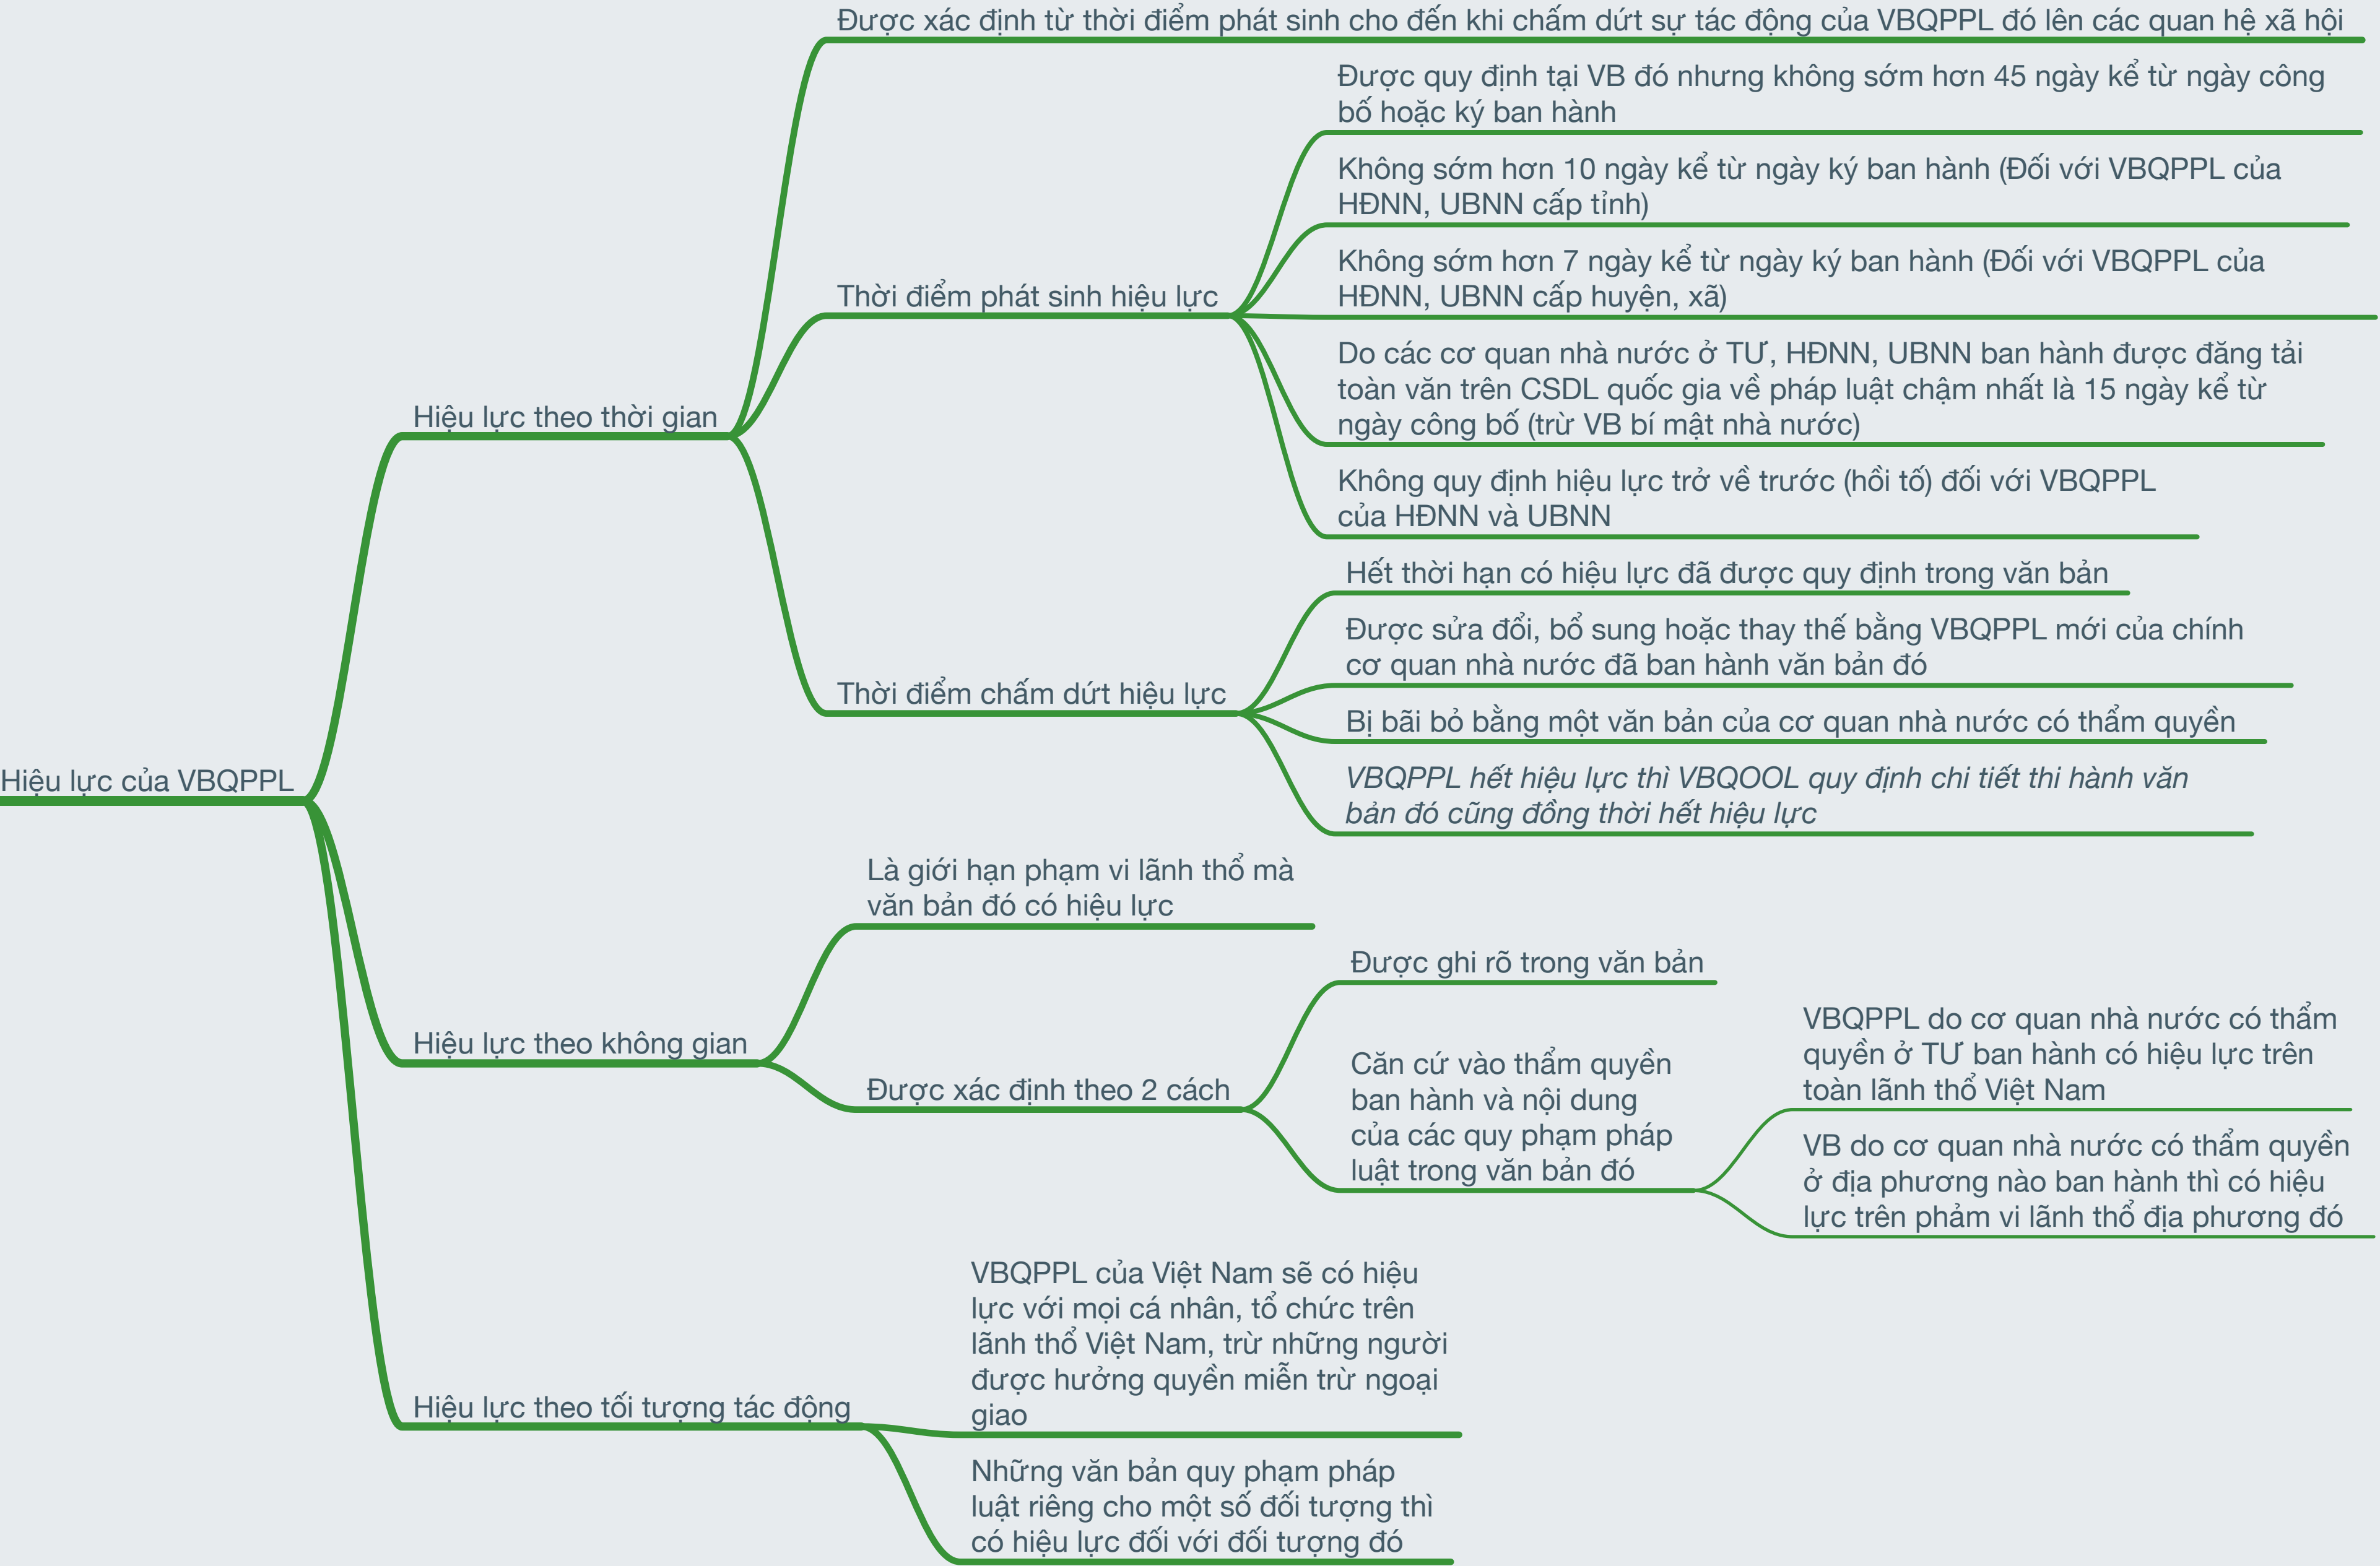 Hiệu lực của VBQPPL
Hiệu lực theo thời gian
Được xác định từ thời điểm phát sinh cho đến khi chấm dứt sự tác động của VBQPPL đó lên các quan hệ xã hội
Thời điểm phát sinh hiệu lực
Được quy định tại VB đó nhưng không sớm hơn 45 ngày kể từ ngày công
bố hoặc ký ban hành
Không sớm hơn 10 ngày kể từ ngày ký ban hành (Đối với VBQPPL của
HĐNN, UBNN cấp tỉnh)
Không sớm hơn 7 ngày kể từ ngày ký ban hành (Đối với VBQPPL của
HĐNN, UBNN cấp huyện, xã)
Do các cơ quan nhà nước ở TƯ, HĐNN, UBNN ban hành được đăng tải
toàn văn trên CSDL quốc gia về pháp luật chậm nhất là 15 ngày kể từ
ngày công bố (trừ VB bí mật nhà nước)
Không quy định hiệu lực trở về trước (hồi tố) đối với VBQPPL
của HĐNN và UBNN
Thời điểm chấm dứt hiệu lực
Hết thời hạn có hiệu lực đã được quy định trong văn bản
Được sửa đổi, bổ sung hoặc thay thế bằng VBQPPL mới của chính
cơ quan nhà nước đã ban hành văn bản đó
Bị bãi bỏ bằng một văn bản của cơ quan nhà nước có thẩm quyền
VBQPPL hết hiệu lực thì VBQOOL quy định chi tiết thi hành văn
bản đó cũng đồng thời hết hiệu lực
Hiệu lực theo không gian
Là giới hạn phạm vi lãnh thổ mà
văn bản đó có hiệu lực
Được xác định theo 2 cách
Được ghi rõ trong văn bản
Căn cứ vào thẩm quyền
ban hành và nội dung
của các quy phạm pháp
luật trong văn bản đó
VBQPPL do cơ quan nhà nước có thẩm
quyền ở TƯ ban hành có hiệu lực trên
toàn lãnh thổ Việt Nam
VB do cơ quan nhà nước có thẩm quyền
ở địa phương nào ban hành thì có hiệu
lực trên phảm vi lãnh thổ địa phương đó
Hiệu lực theo tối tượng tác động
VBQPPL của Việt Nam sẽ có hiệu
lực với mọi cá nhân, tổ chức trên
lãnh thổ Việt Nam, trừ những người
được hưởng quyền miễn trừ ngoại
giao
Những văn bản quy phạm pháp
luật riêng cho một số đối tượng thì
có hiệu lực đối với đối tượng đó